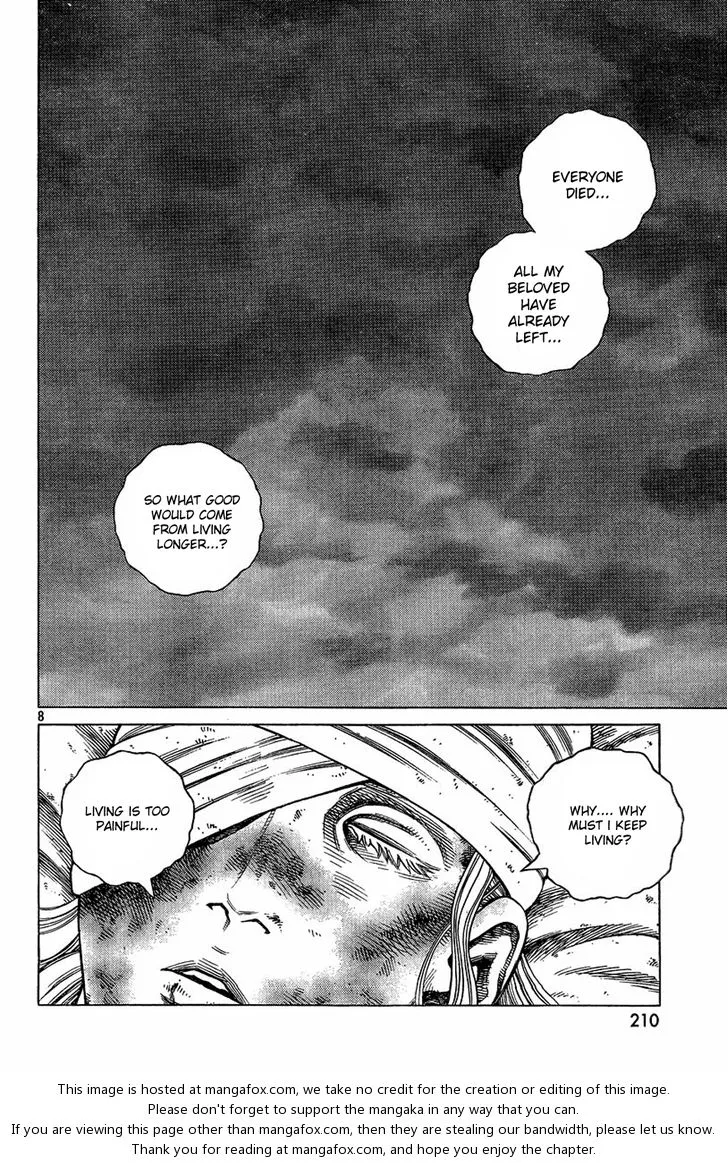 EVERYONE
DIED...
ALL MY
BELOVED
HAVE
ALREADY
LEFT...
SO WHAT GOOD
WOULD COME
FROM LIVING
LONGER...?
8
WHY.... WHY
MUST I KEEP
LIVING?
LIVING IS TOO
PAINFUL...
210
This image is hosted at mangafox.com, we take no credit for the creation or editing of this image.
Please don't forget to support the mangaka in any way that you can.
If you are viewing this page other than mangafox.com, then they are stealing our bandwidth, please let us know.
Thank you for reading at mangafox.com, and hope you enjoy the chapter.